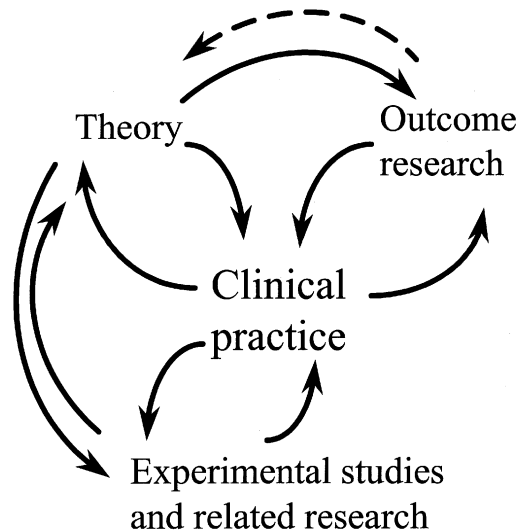 Theory
Outcome
research
Clinical
practice
Experimental studies
and related research